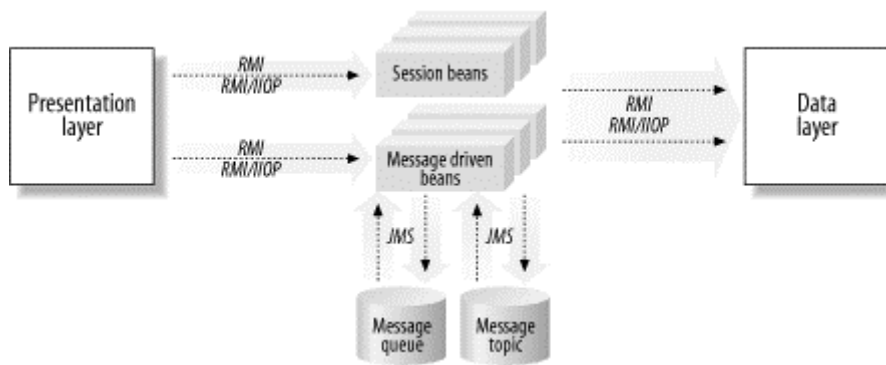 RMI
RMI/IIOP
Session beans
Presentation
layer
RMI
RMI/IIOP
Data
layer
RMI
RMI/IIOP
Message driven
beans
JMS
JMS
Message
queue
Message
topic